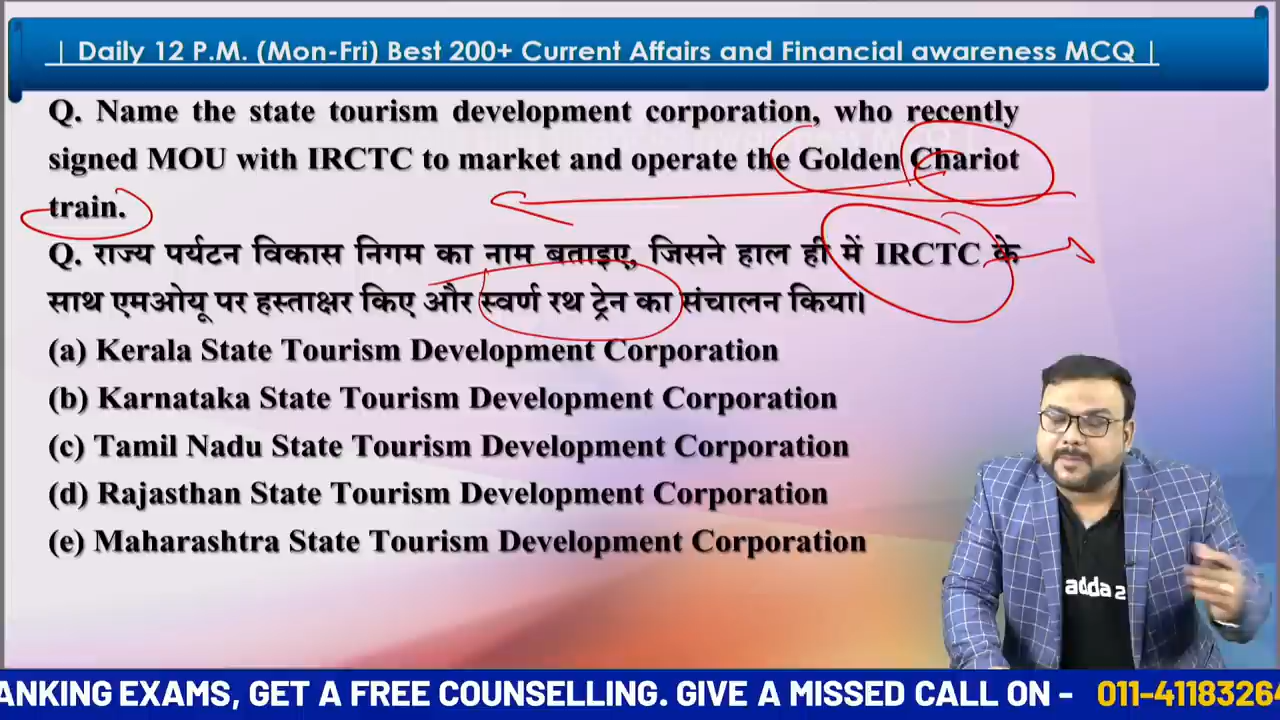 | Daily 12 P.M. (Mon-Fri) Best 200+ Current Affairs and Financial awareness MCQ |
Q. Name the state tourism development corporation, who recently
signed MOU with IRCTC to market and operate the Golden Chariot
train.
Q. राज्य पर्यटन विकास निगम का नाम बताइए, जिसने हाल ही में IRCTC के
साथ एमओयू पर हस्ताक्षर किए और स्वर्ण रथ ट्रेन का संचालन किया।
(a) Kerala State Tourism Development Corporation
(b) Karnataka State Tourism Development Corporation
(c) Tamil Nadu State Tourism Development Corporation
(d) Rajasthan State Tourism Development Corporation
(e) Maharashtra State Tourism Development Corporation
adda 2
ANKING EXAMS, GET A FREE COUNSELLING. GIVE A MISSED CALL ON - 011-41183264